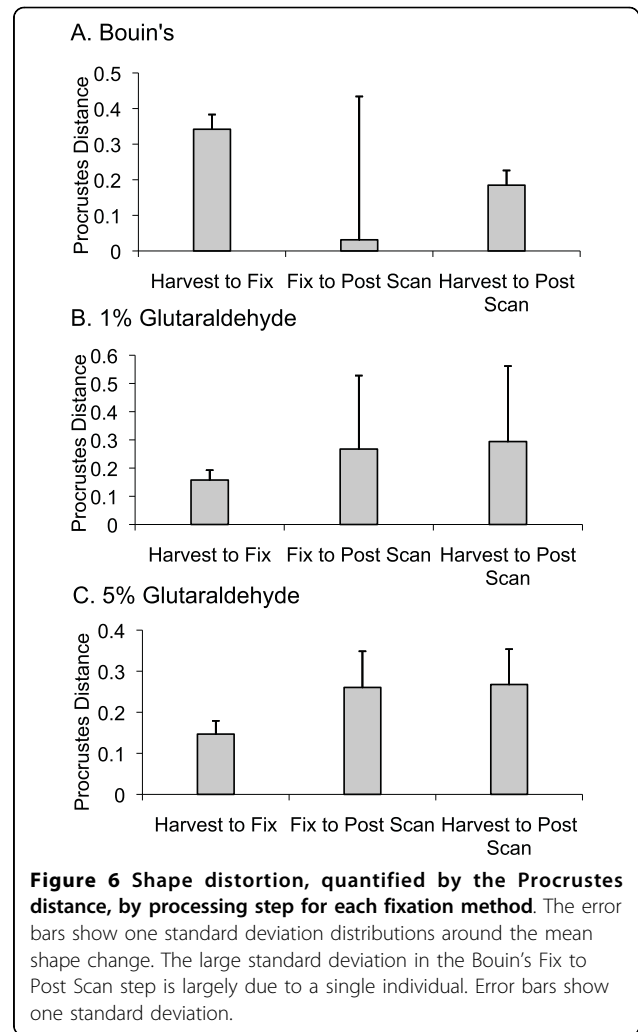 A. Bouin's
Procrustes Distance
0.5
0.4
0.3
0.2
0.1
0
Harvest to Fix Fix to Post Scan Harvest to Post
Scan
B. 1% Glutaraldehyde
Procrustes Distance
0.6
0.5
0.4
0.3
0.2
0.1
0
Harvest to Fix Fix to Post Scan Harvest to Post
Scan
C. 5% Glutaraldehyde
Procrustes Distance
0.4
0.3
0.2
0.1
0
Harvest to Fix Fix to Post Scan Harvest to Post
Scan
Figure 6 Shape distortion, quantified by the Procrustes
distance, by processing step for each fixation method. The error
bars show one standard deviation distributions around the mean
shape change. The large standard deviation in the Bouin's Fix to
Post Scan step is largely due to a single individual. Error bars show
one standard deviation.